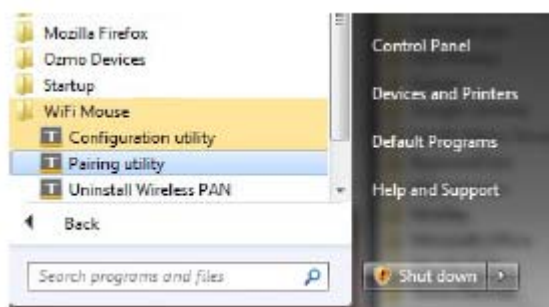 Mozilla Firefox
Ozmo Devices
Startup
WiFi Mouse
Configuration utility
Pairing utility
Uninstall Wireless PAN
Back
Search programs and files
Control Panel
Devices and Printers
Default Programs
Help and Support
Shut down